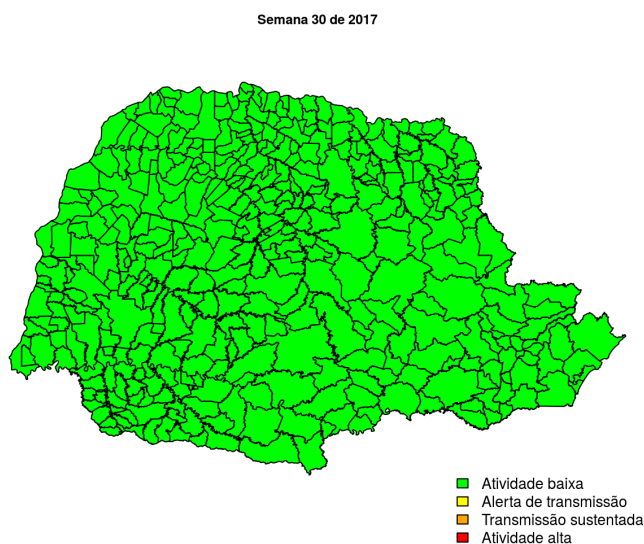 Semana 30 de 2017
Atividade baixa
Alerta de transmissão
Transmissão sustentada
Atividade alta